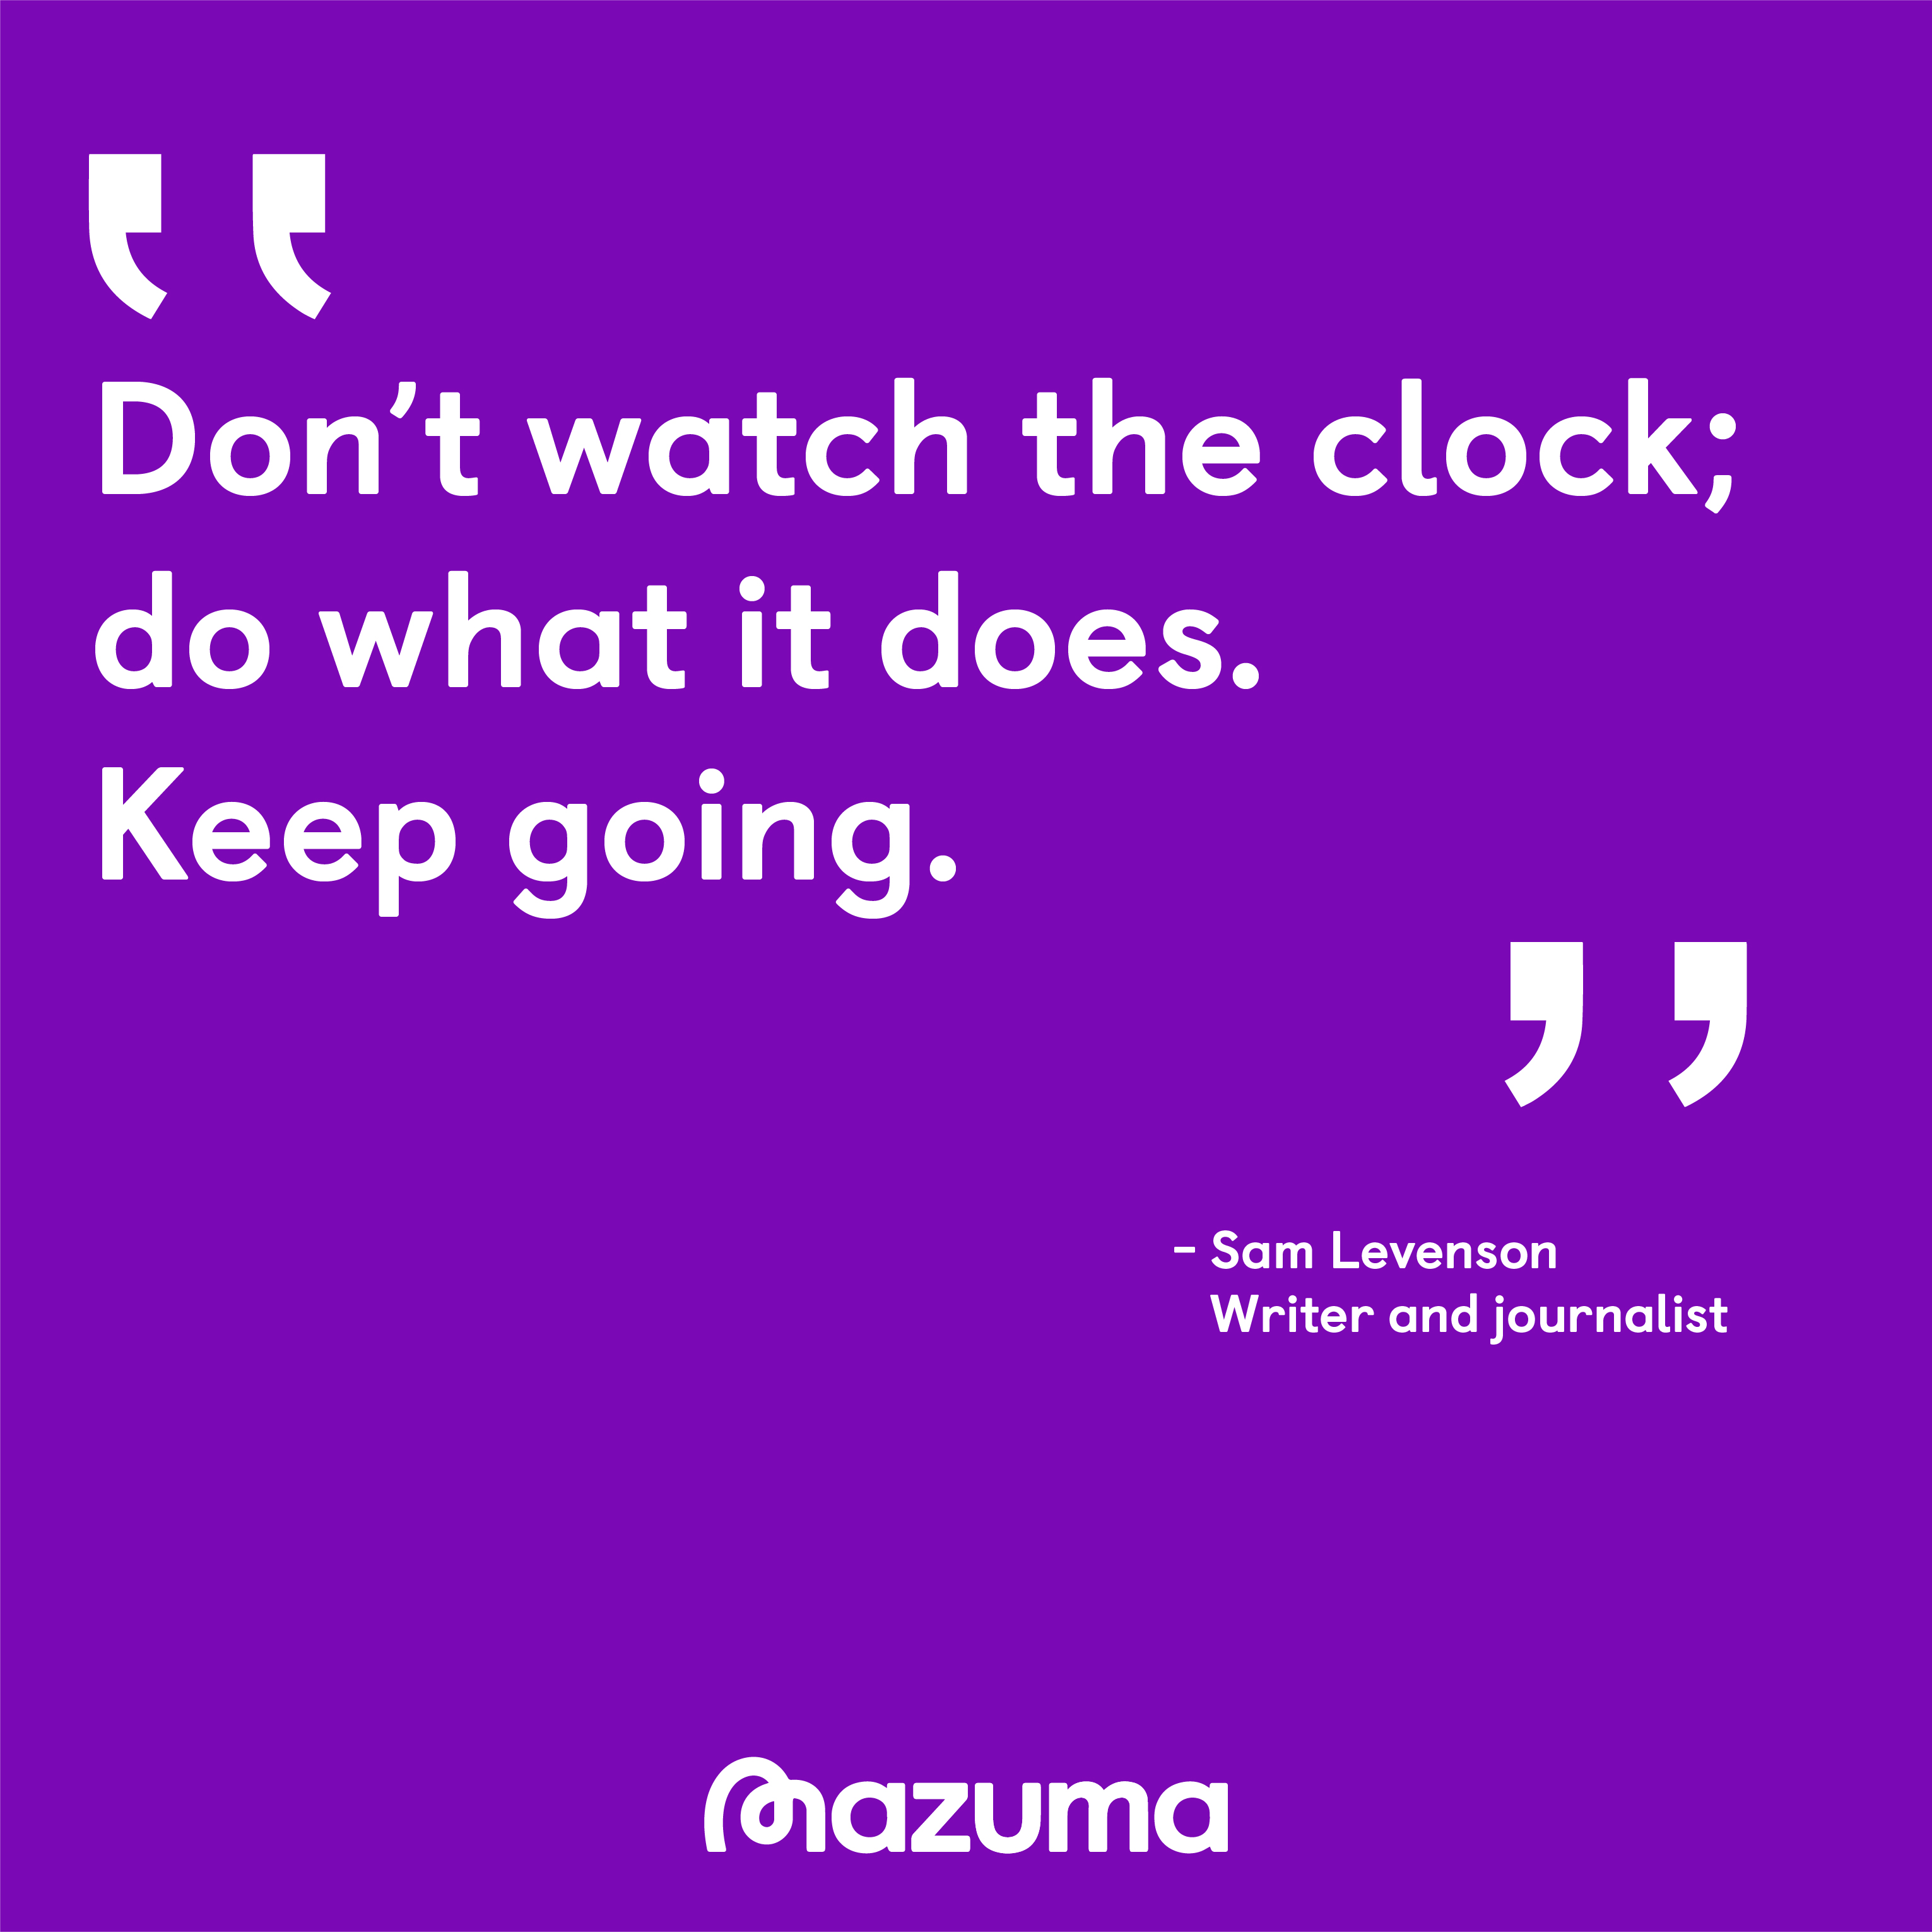 Don’t watch the clock;
do what it does.
Keep going.
– Sam Levenson
Writer and journalist
mazuma